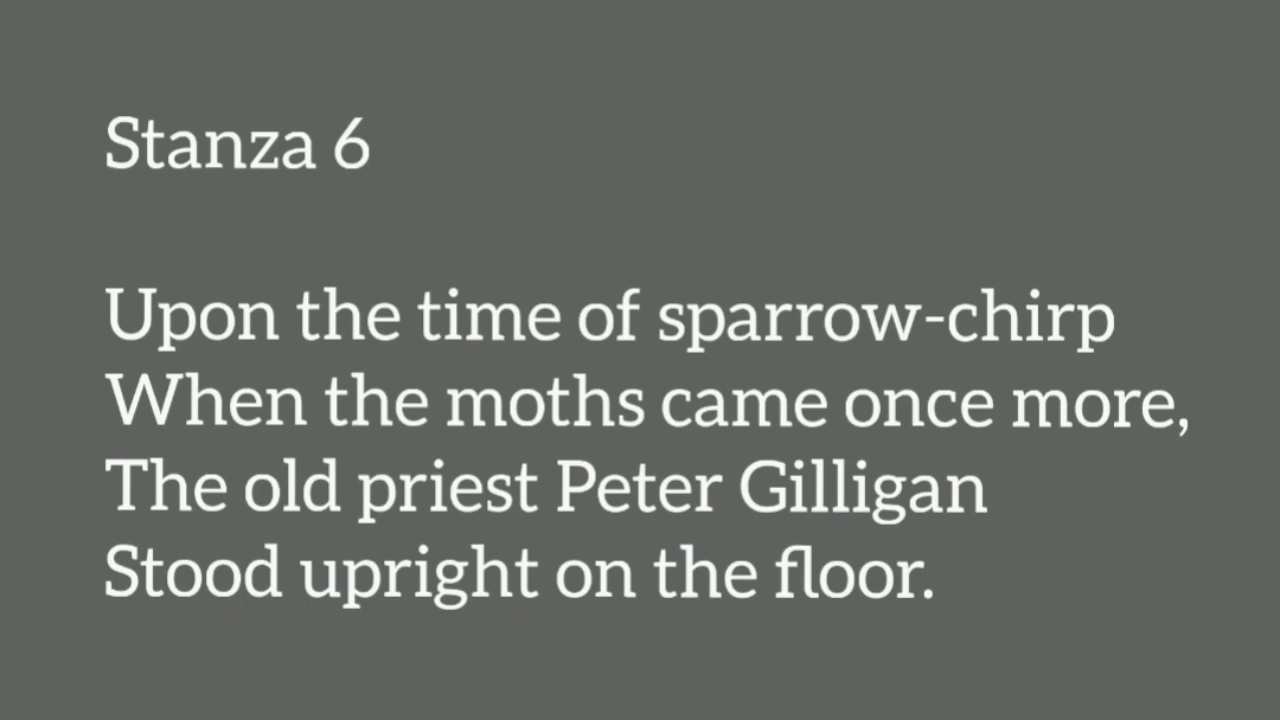 Stanza 6
Upon the time of sparrow-chirp
When the moths came once more,
The old priest Peter Gilligan
Stood upright on the floor.